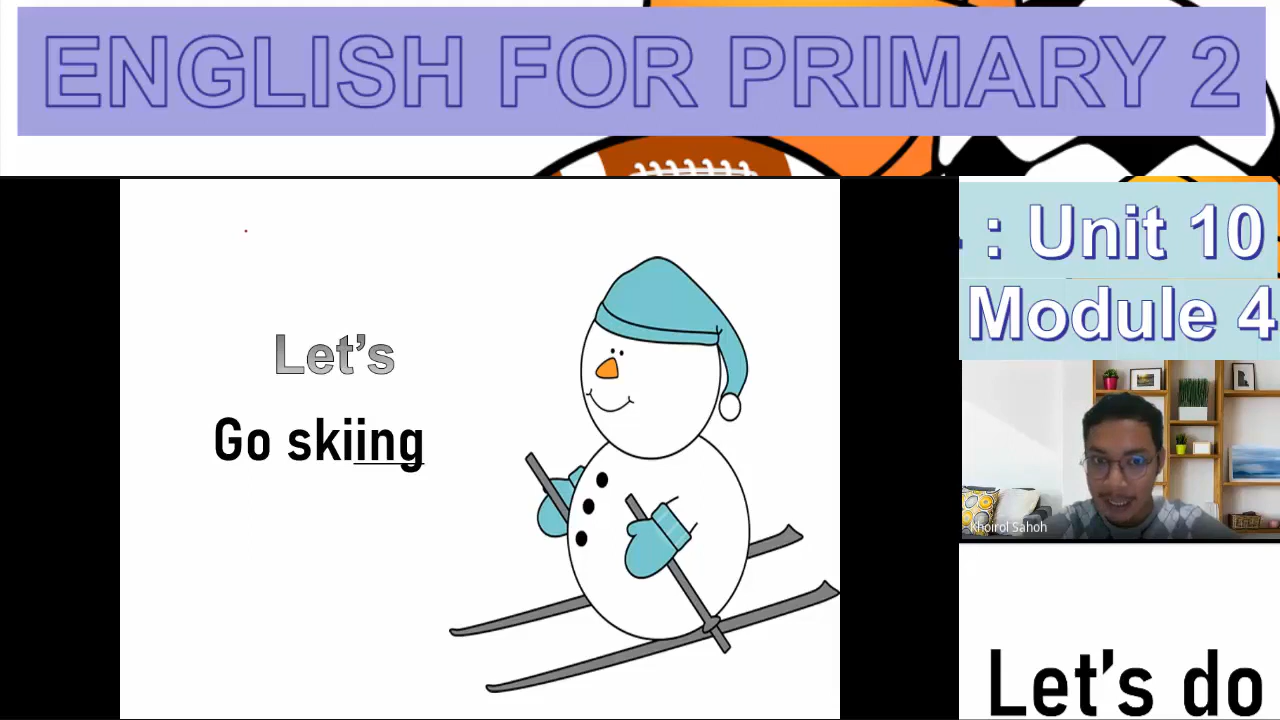 ENGLISH FOR PRIMARY 2
: Unit 10
Module 4
Let's
Go skiing
Khoirol Sahoh
Let's do